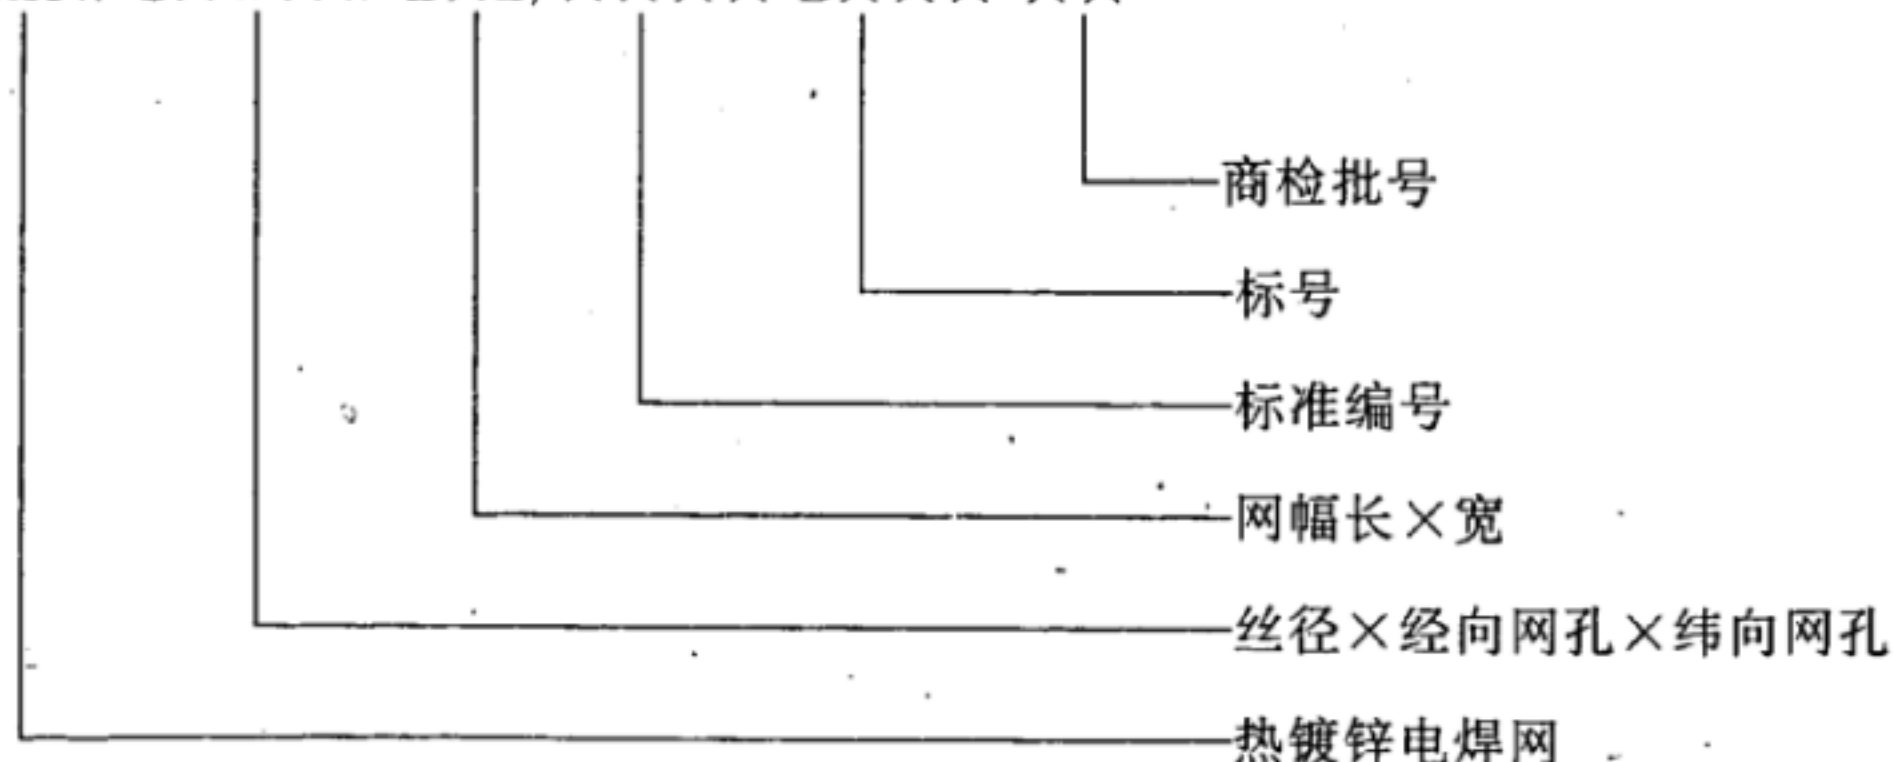 商检批号
标号
标准编号
网幅长×宽
丝径×经向网孔×纬向网孔
热镀锌电焊网